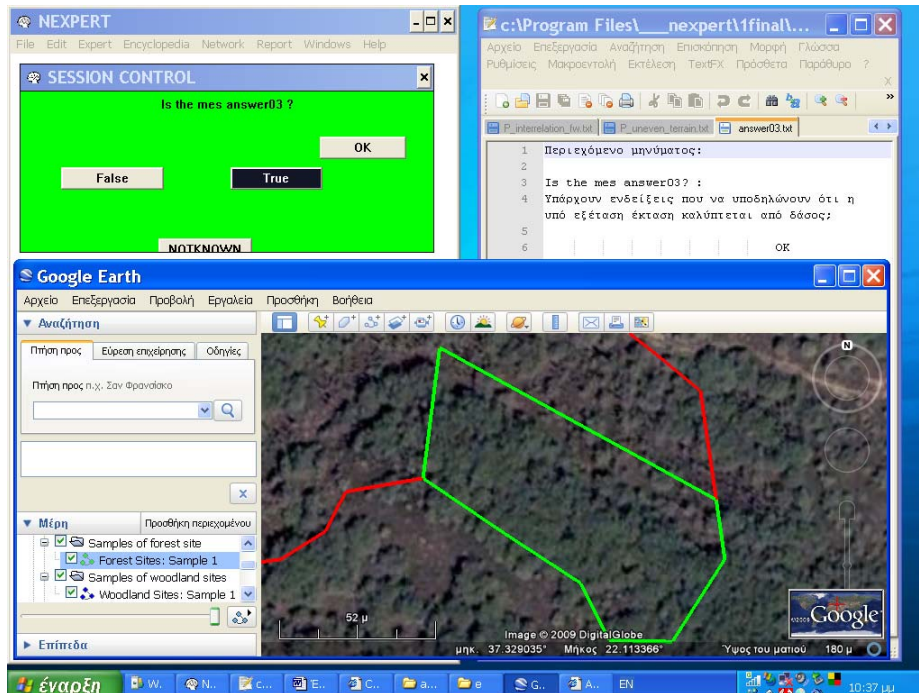 NEXPERT
File Edit Expert Encyclopedia Network Report Windows Help
SESSION CONTROL
Is the mes answer03 ?
OK
False
True
NOTKNOWN
c:\Program Files\___nexpert\1final\...
Αρχείο Επεξεργασία Αναζήτηση Επισκόπηση Μορφή Γλώσσα
Ρυθμίσεις Μακροεντολή Εκτέλεση TextFX Πρόσθετα Παράθυρο ?
X
P_interrelation_fw.txt P_uneven_terrain.txt answer03.txt
1 Περιεχόμενο μηνύματος:
2
3 Is the mes answer03? :
4 Υπάρχουν ενδείξεις που να υποδηλώνουν ότι η
υπό εξέταση έκταση καλύπτεται από δάσος;
5
6 OK
Google Earth
Αρχείο Επεξεργασία Προβολή Εργαλεία Προσθήκη Βοήθεια
Αναζήτηση
Πτήση προς Εύρεση επιχείρησης Οδηγίες
Πτήση προς π.χ. Σαν Φρανσίσκο
Μέρη Προσθήκη περιεχομένου
Samples of forest site
Forest Sites: Sample 1
Samples of woodland sites
Woodland Sites: Sample 1
Επίπεδα
N
52 μ
Image © 2009 DigitalGlobe
©2009 Google
μηκ. 37.329035° Μήκος 22.113366° Ύψος του ματιού 180 μ
έναρξη W. N.. c... E.. C.. a... e G.. A.. EN 10:37 μμ